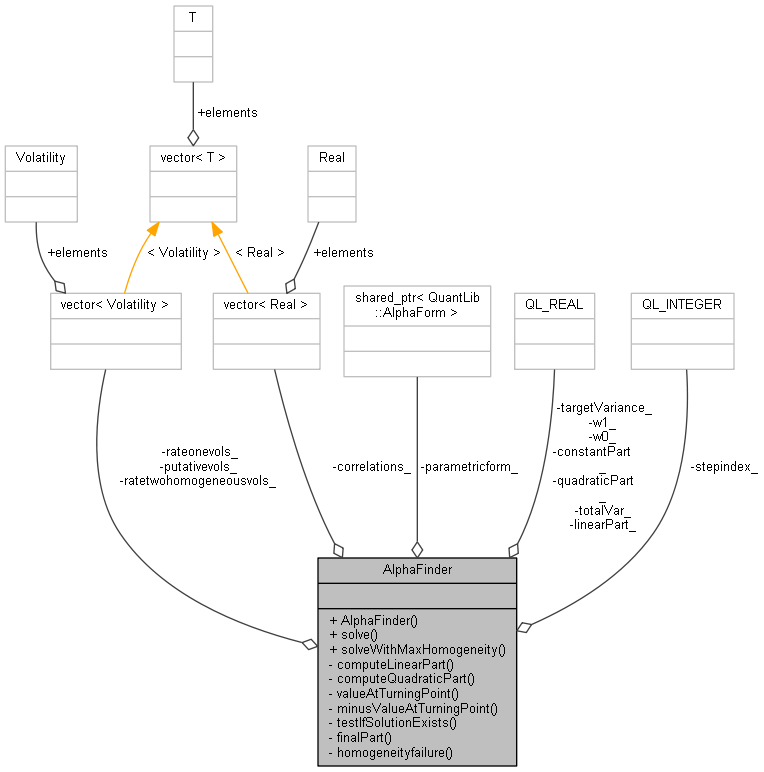 T
+elements
Volatility
vector< T >
Real
+elements
< Volatility >
< Real >
+elements
vector< Volatility >
vector< Real >
shared_ptr< QuantLib
::AlphaForm >
QL_REAL
QL_INTEGER
-rateonevols_
-putativevols_
-ratetwohomogeneousvols_
-correlations_
-parametricform_
-targetVariance_
-w1_
-w0_
-constantPart
_
-quadraticPart
_
-totalVar_
-linearPart_
-stepindex_
AlphaFinder
+ AlphaFinder()
+ solve()
+ solveWithMaxHomogeneity()
- computeLinearPart()
- computeQuadraticPart()
- valueAtTurningPoint()
- minusValueAtTurningPoint()
- testIfSolutionExists()
- finalPart()
- homogeneityfailure()